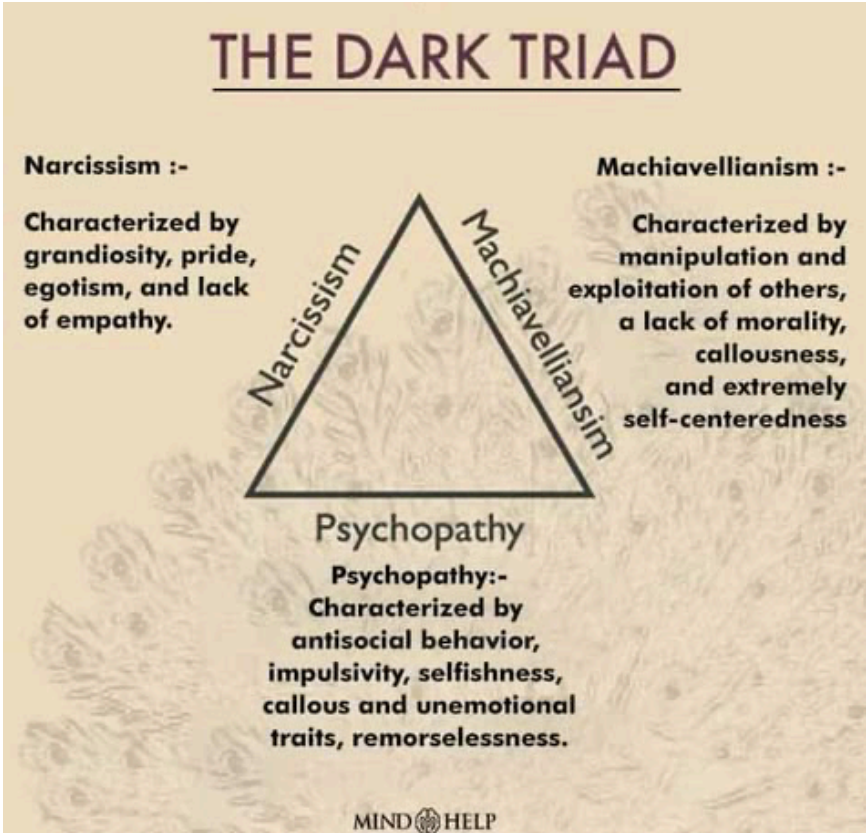 THE DARK TRIAD
Narcissism :-
Characterized by
grandiosity, pride,
egotism, and lack
of empathy.
Machiavellianism :-
Characterized by
manipulation and
exploitation of others,
a lack of morality,
callousness,
and extremely
self-centeredness
Narcissism
Machiavelliansim
Psychopathy
Psychopathy:-
Characterized by
antisocial behavior,
impulsivity, selfishness,
callous and unemotional
traits, remorselessness.
MIND HELP